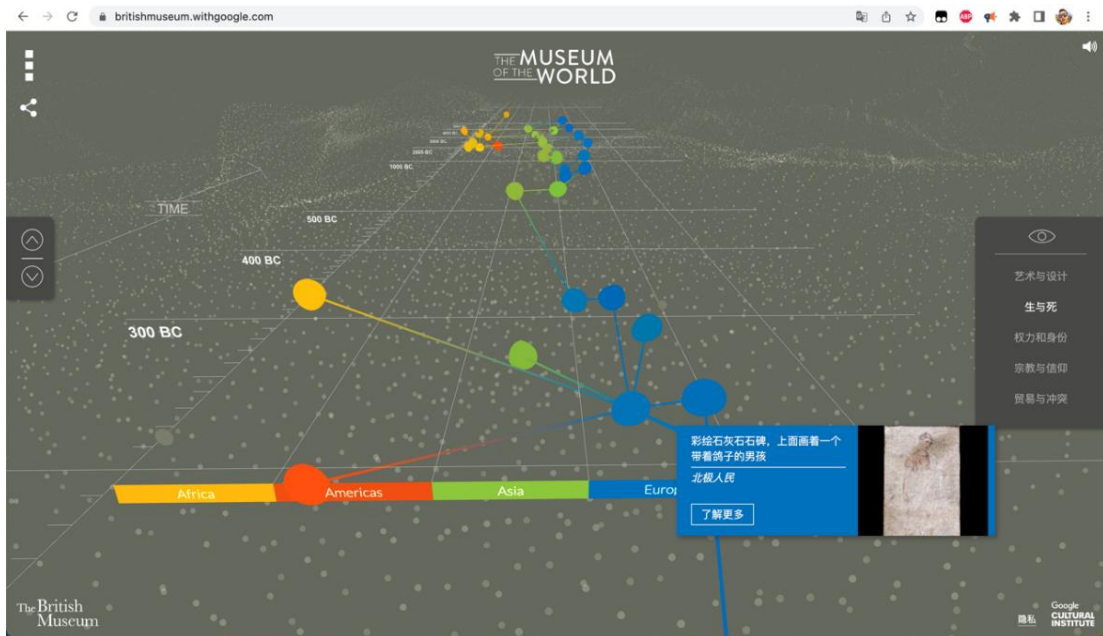 britishmuseum.withgoogle.com
ABP
THE MUSEUM
OF THE WORLD
1000 BC
TIME
500 BC
400 BC
300 BC
艺术与设计
生与死
权力和身份
宗教与信仰
贸易与冲突
彩绘石灰石石碑，上面画着一个
带着鸽子的男孩
北极人民
了解更多
Africa
Americas
Asia
Europ
The British
Museum
隐私
Google
CULTURAL
INSTITUTE